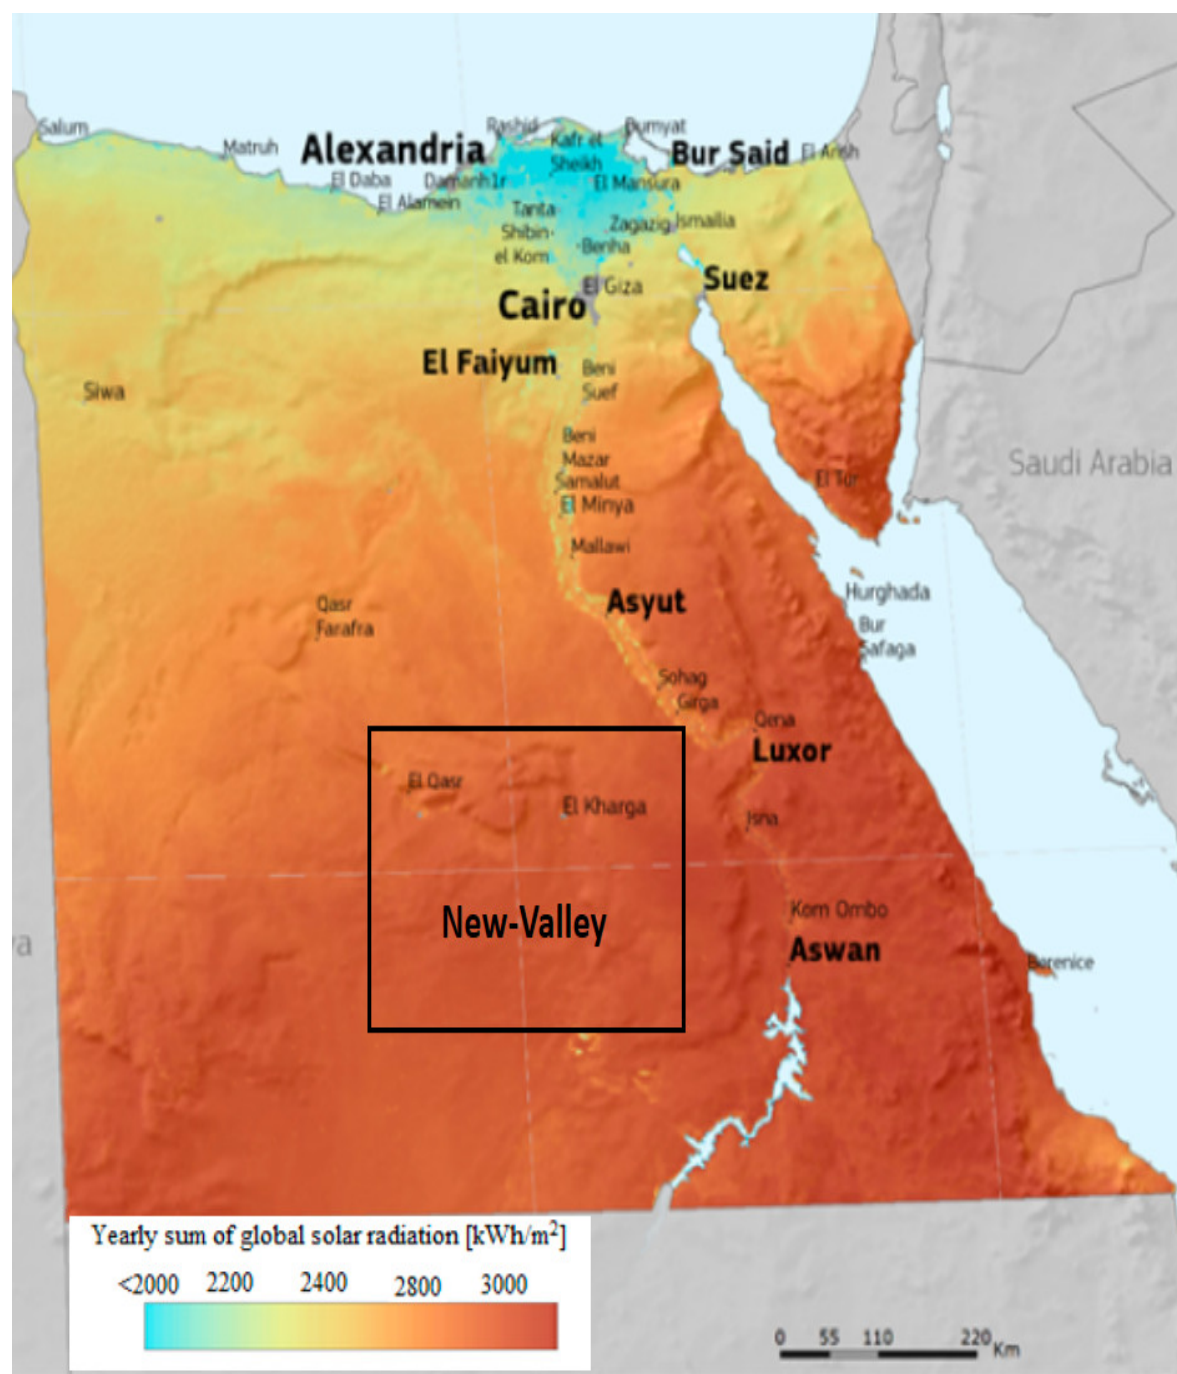 Salum
Matruh
Alexandria
Rashid
Kafr el
Sheikh
Dumyat
Bur Said
El Arish
El Daba
Damanh1r
El Mansura
El Alamein
Tanta
Zagazig
Ismailia
Shibin-
el Kom
Benha
El Giza
Suez
Cairo
El Faiyum
Beni
Suef
Siwa
Beni
Mazar
Samalut
El Minya
Saudi Arabia
El Tor
Mallawi
Asyut
Hurghada
Qasr
Farafra
Bur
Safaga
Sohag
Girga
Qena
Luxor
El Qasr
El Kharga
Isna
New-Valley
Kom Ombo
Aswan
ya
Barenice
Yearly sum of global solar radiation [kWh/m²]
<2000 2200 2400 2800 3000
0 55 110 220 Km